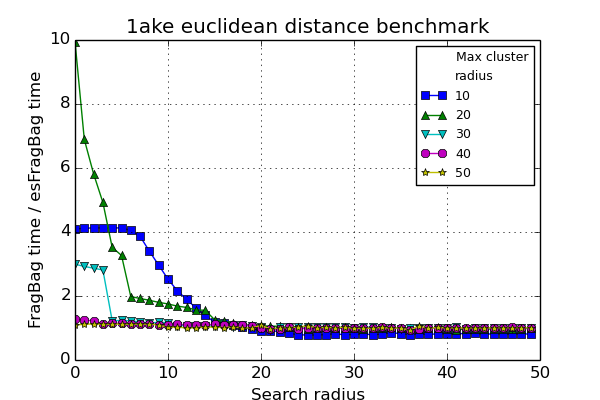 1ake euclidean distance benchmark
FragBag time / esFragBag time
10
8
6
4
2
0
Max cluster
radius
10
20
30
40
50
0 10 20 30 40 50
Search radius